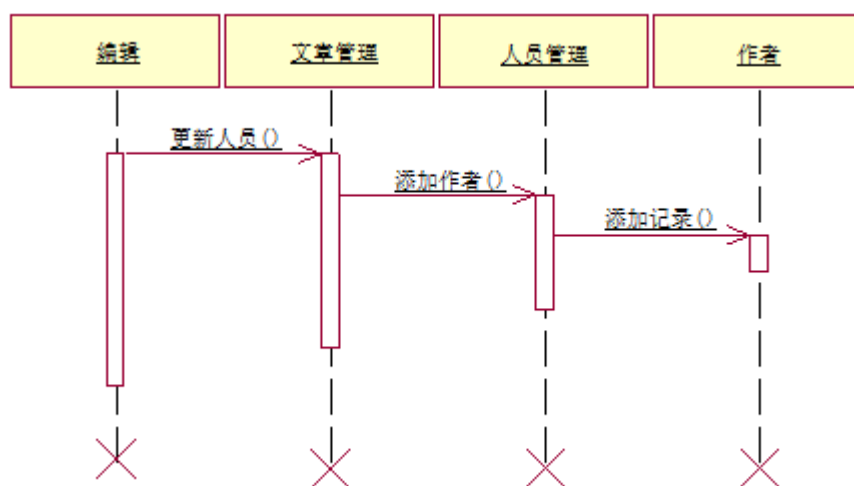 编辑
文章管理
人员管理
作者
更新人员()
添加作者()
添加记录()